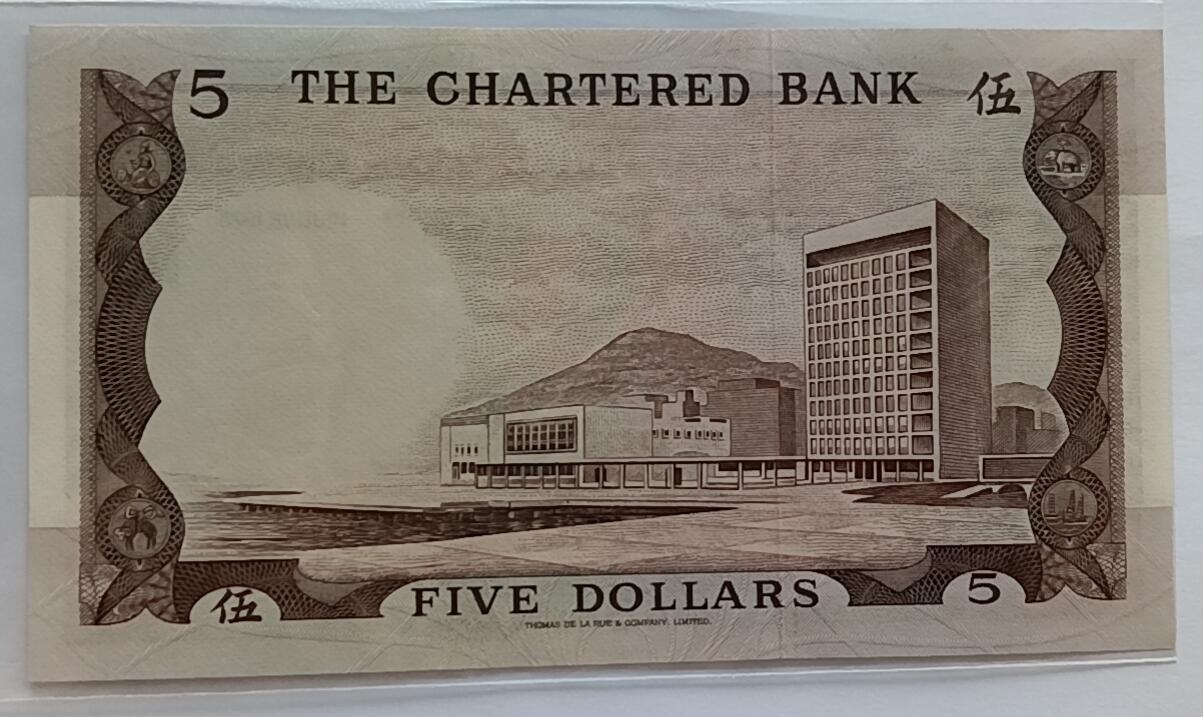 5 THE CHARTERED BANK 伍
伍 FIVE DOLLARS 5
THOMAS DE LA RUE & COMPANY, LIMITED.